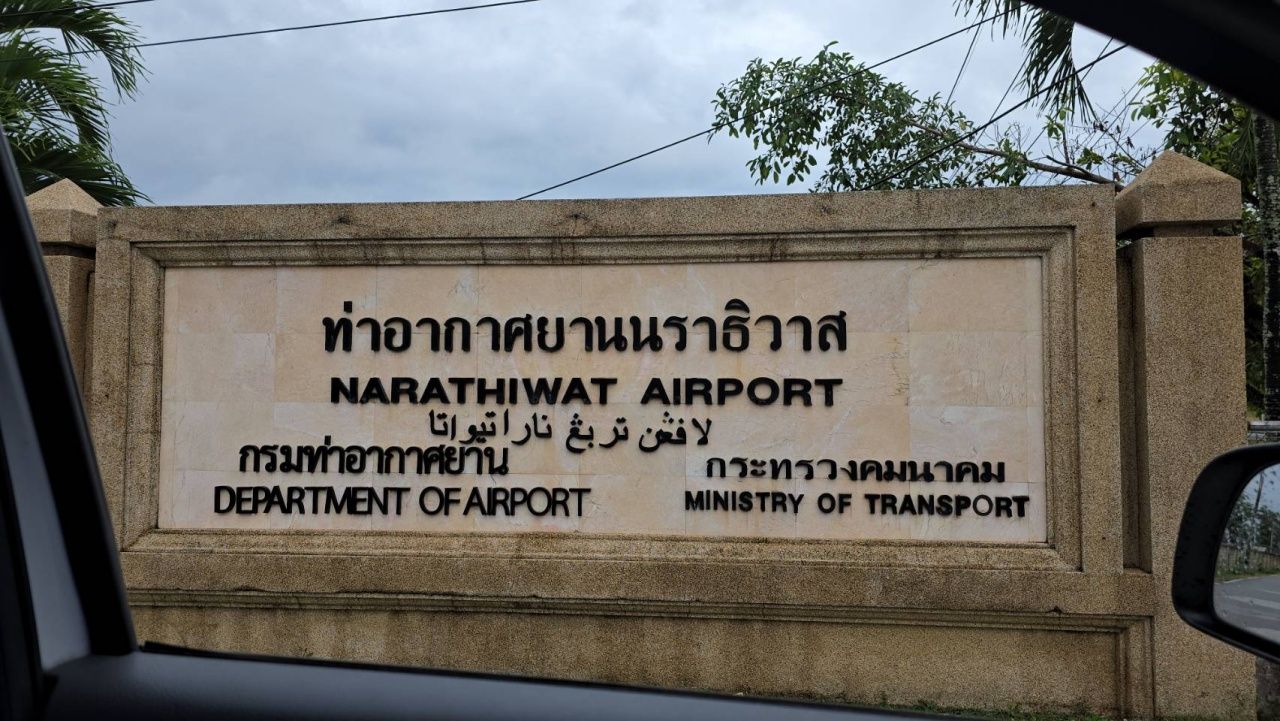 ท่าอากาศยานนราธิวาส
NARATHIWAT AIRPORT
لاڤڠن تربڠ ناراتيواتا
กรมท่าอากาศยาน
DEPARTMENT OF AIRPORT
กระทรวงคมนาคม
MINISTRY OF TRANSPORT